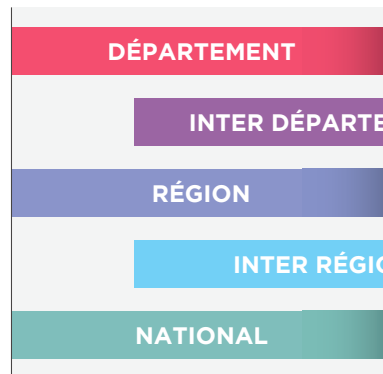 DÉPARTEMENT
INTER DÉPARTE
RÉGION
INTER RÉGIO
NATIONAL